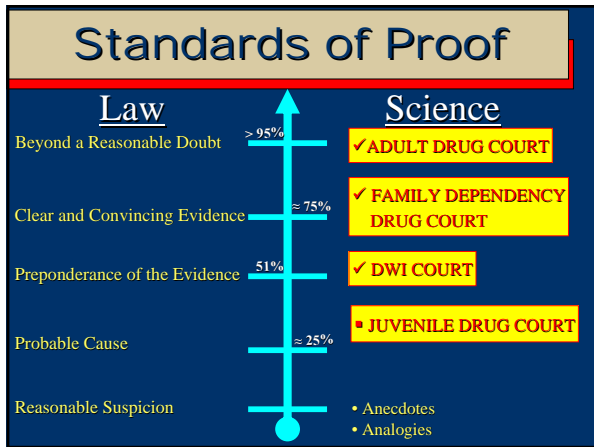 Standards of Proof
Law
Science
> 95%
Beyond a Reasonable Doubt
✓ADULT DRUG COURT
≈ 75%
Clear and Convincing Evidence
✓ FAMILY DEPENDENCY
DRUG COURT
51%
Preponderance of the Evidence
✓ DWI COURT
▪ JUVENILE DRUG COURT
≈ 25%
Probable Cause
Reasonable Suspicion
• Anecdotes
• Analogies